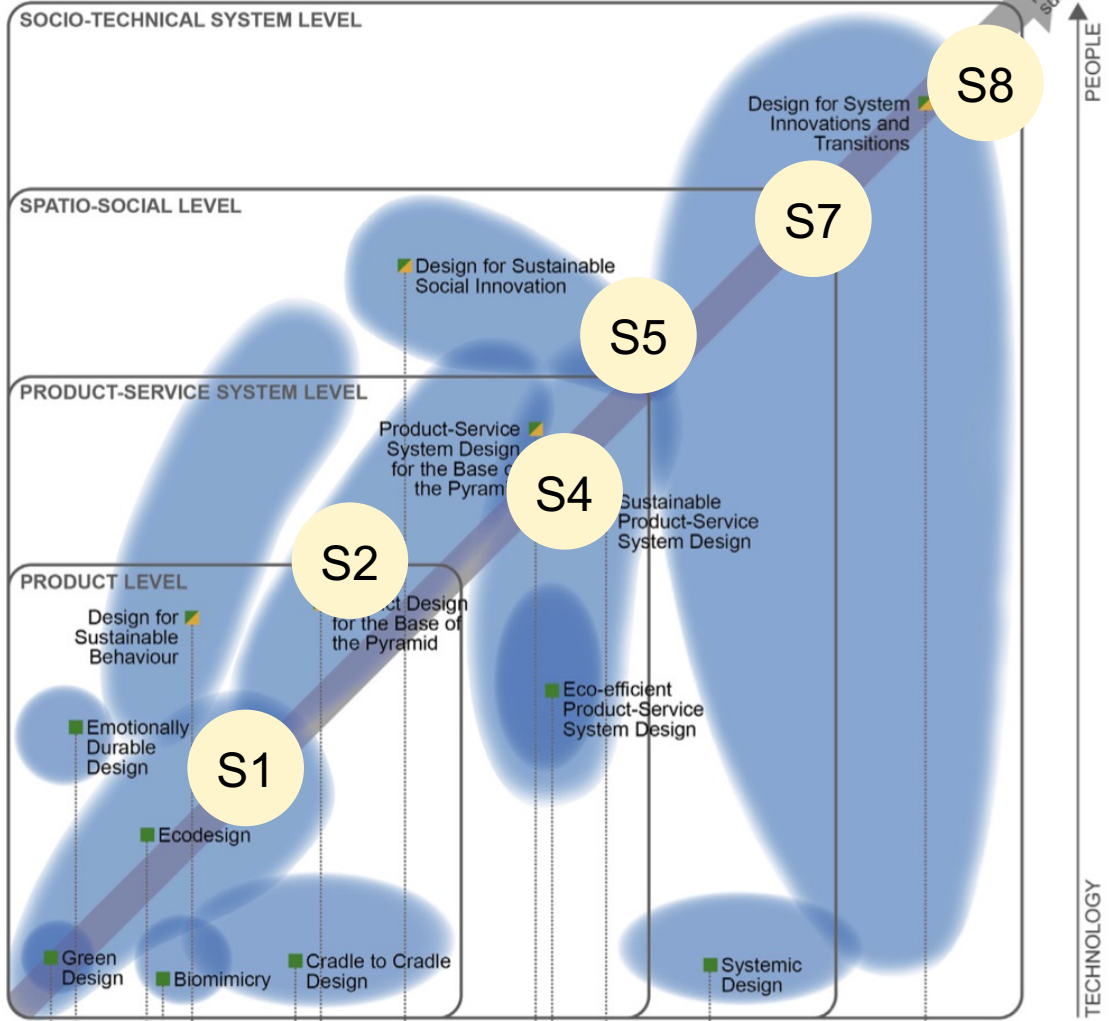 SOCIO-TECHNICAL SYSTEM LEVEL
PEOPLE
S8
Design for System
Innovations and
Transitions
SPATIO-SOCIAL LEVEL
S7
Design for Sustainable
Social Innovation
S5
PRODUCT-SERVICE SYSTEM LEVEL
Product-Service
System Design
for the Base
the
S4
Sustainable
Product-Service
System Design
S2
PRODUCT LEVEL
Design
for the Base of
the Pyramid
Design for
Sustainable
Behaviour
Eco-efficient
Product-Service
System Design
Emotionally
Durable
Design
S1
Ecodesign
TECHNOLOGY
Green
Design
Biomimicry
Cradle to Cradle
Design
Systemic
Design